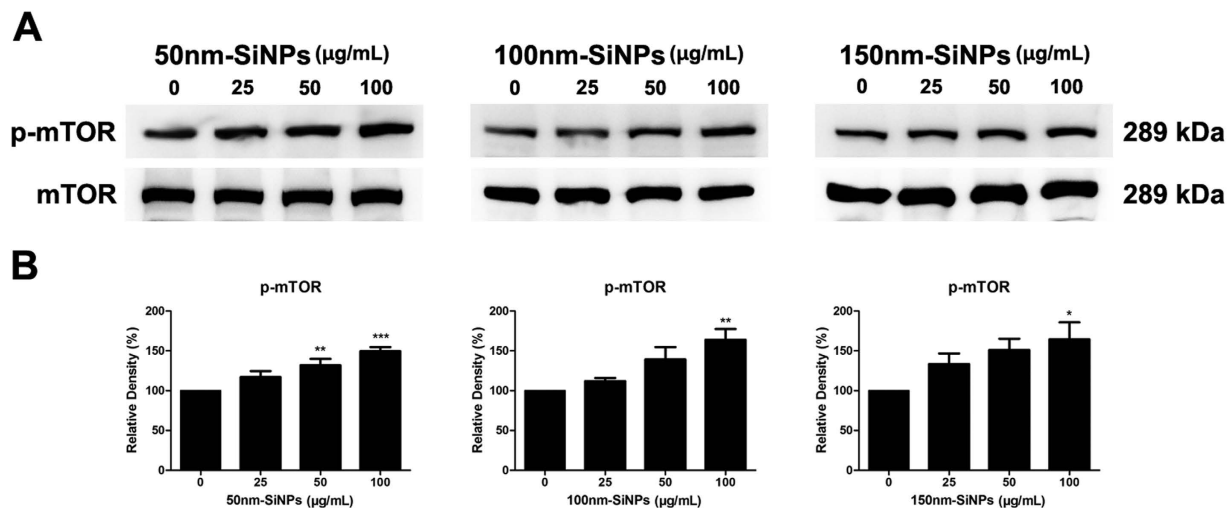 A
50nm-SiNPs (µg/mL) 100nm-SiNPs (µg/mL) 150nm-SiNPs (µg/mL)
0 25 50 100 0 25 50 100 0 25 50 100
p-mTOR 289 kDa
mTOR 289 kDa
B
p-mTOR
Relative Density (%)
200
150
100
50
0
** ***
0 25 50 100
50nm-SiNPs (µg/mL)
p-mTOR
Relative Density (%)
200
150
100
50
0
**
0 25 50 100
100nm-SiNPs (µg/mL)
p-mTOR
Relative Density (%)
200
150
100
50
0
*
0 25 50 100
150nm-SiNPs (µg/mL)